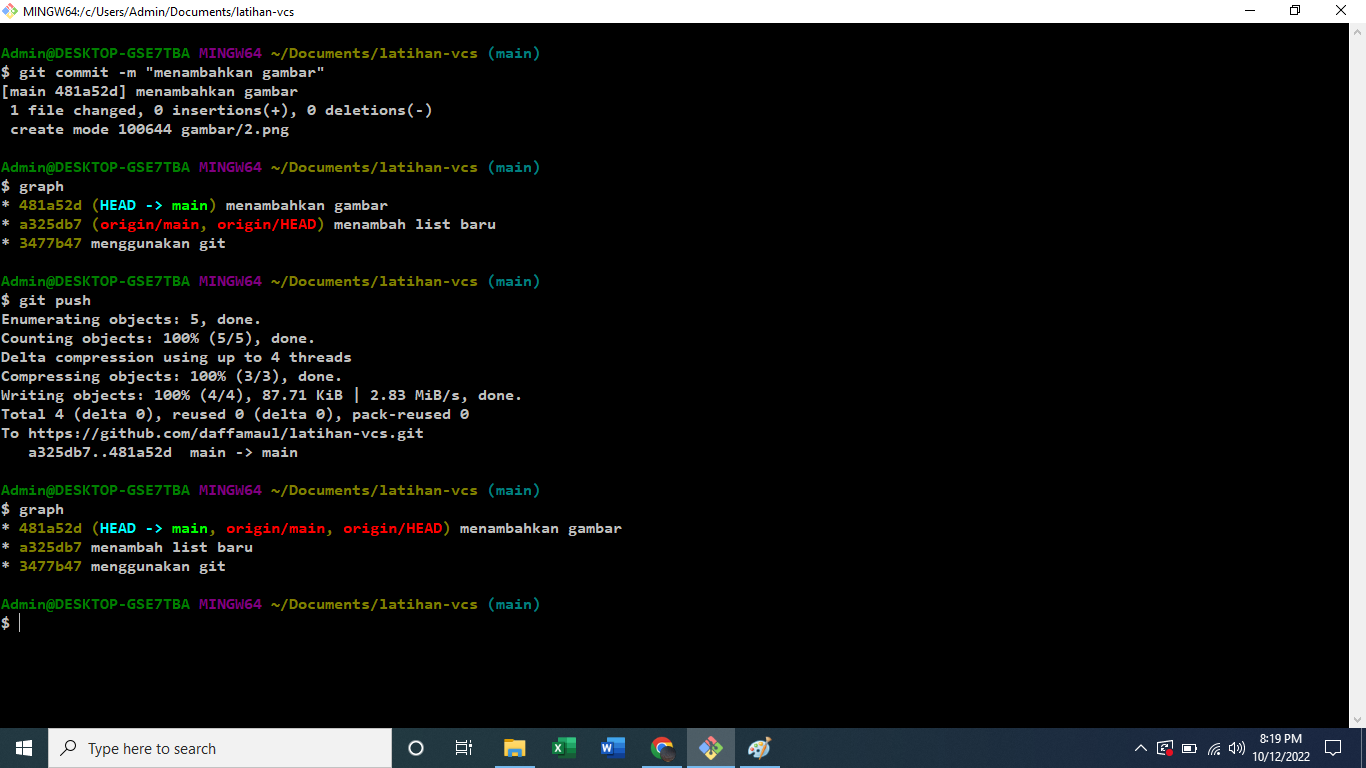 MINGW64:/c/Users/Admin/Documents/latihan-vcs
Admin@DESKTOP-GSE7TBA MINGW64 ~/Documents/latihan-vcs (main)
$ git commit -m "menambahkan gambar"
[main 481a52d] menambahkan gambar
 1 file changed, 0 insertions(+), 0 deletions(-)
 create mode 100644 gambar/2.png
Admin@DESKTOP-GSE7TBA MINGW64 ~/Documents/latihan-vcs (main)
$ graph
* 481a52d (HEAD -> main) menambahkan gambar
* a325db7 (origin/main, origin/HEAD) menambah list baru
* 3477b47 menggunakan git
Admin@DESKTOP-GSE7TBA MINGW64 ~/Documents/latihan-vcs (main)
$ git push
Enumerating objects: 5, done.
Counting objects: 100% (5/5), done.
Delta compression using up to 4 threads
Compressing objects: 100% (3/3), done.
Writing objects: 100% (4/4), 87.71 KiB | 2.83 MiB/s, done.
Total 4 (delta 0), reused 0 (delta 0), pack-reused 0
To https://github.com/daffamaul/latihan-vcs.git
   a325db7..481a52d  main -> main
Admin@DESKTOP-GSE7TBA MINGW64 ~/Documents/latihan-vcs (main)
$ graph
* 481a52d (HEAD -> main, origin/main, origin/HEAD) menambahkan gambar
* a325db7 menambah list baru
* 3477b47 menggunakan git
Admin@DESKTOP-GSE7TBA MINGW64 ~/Documents/latihan-vcs (main)
$
Type here to search
8:19 PM
10/12/2022